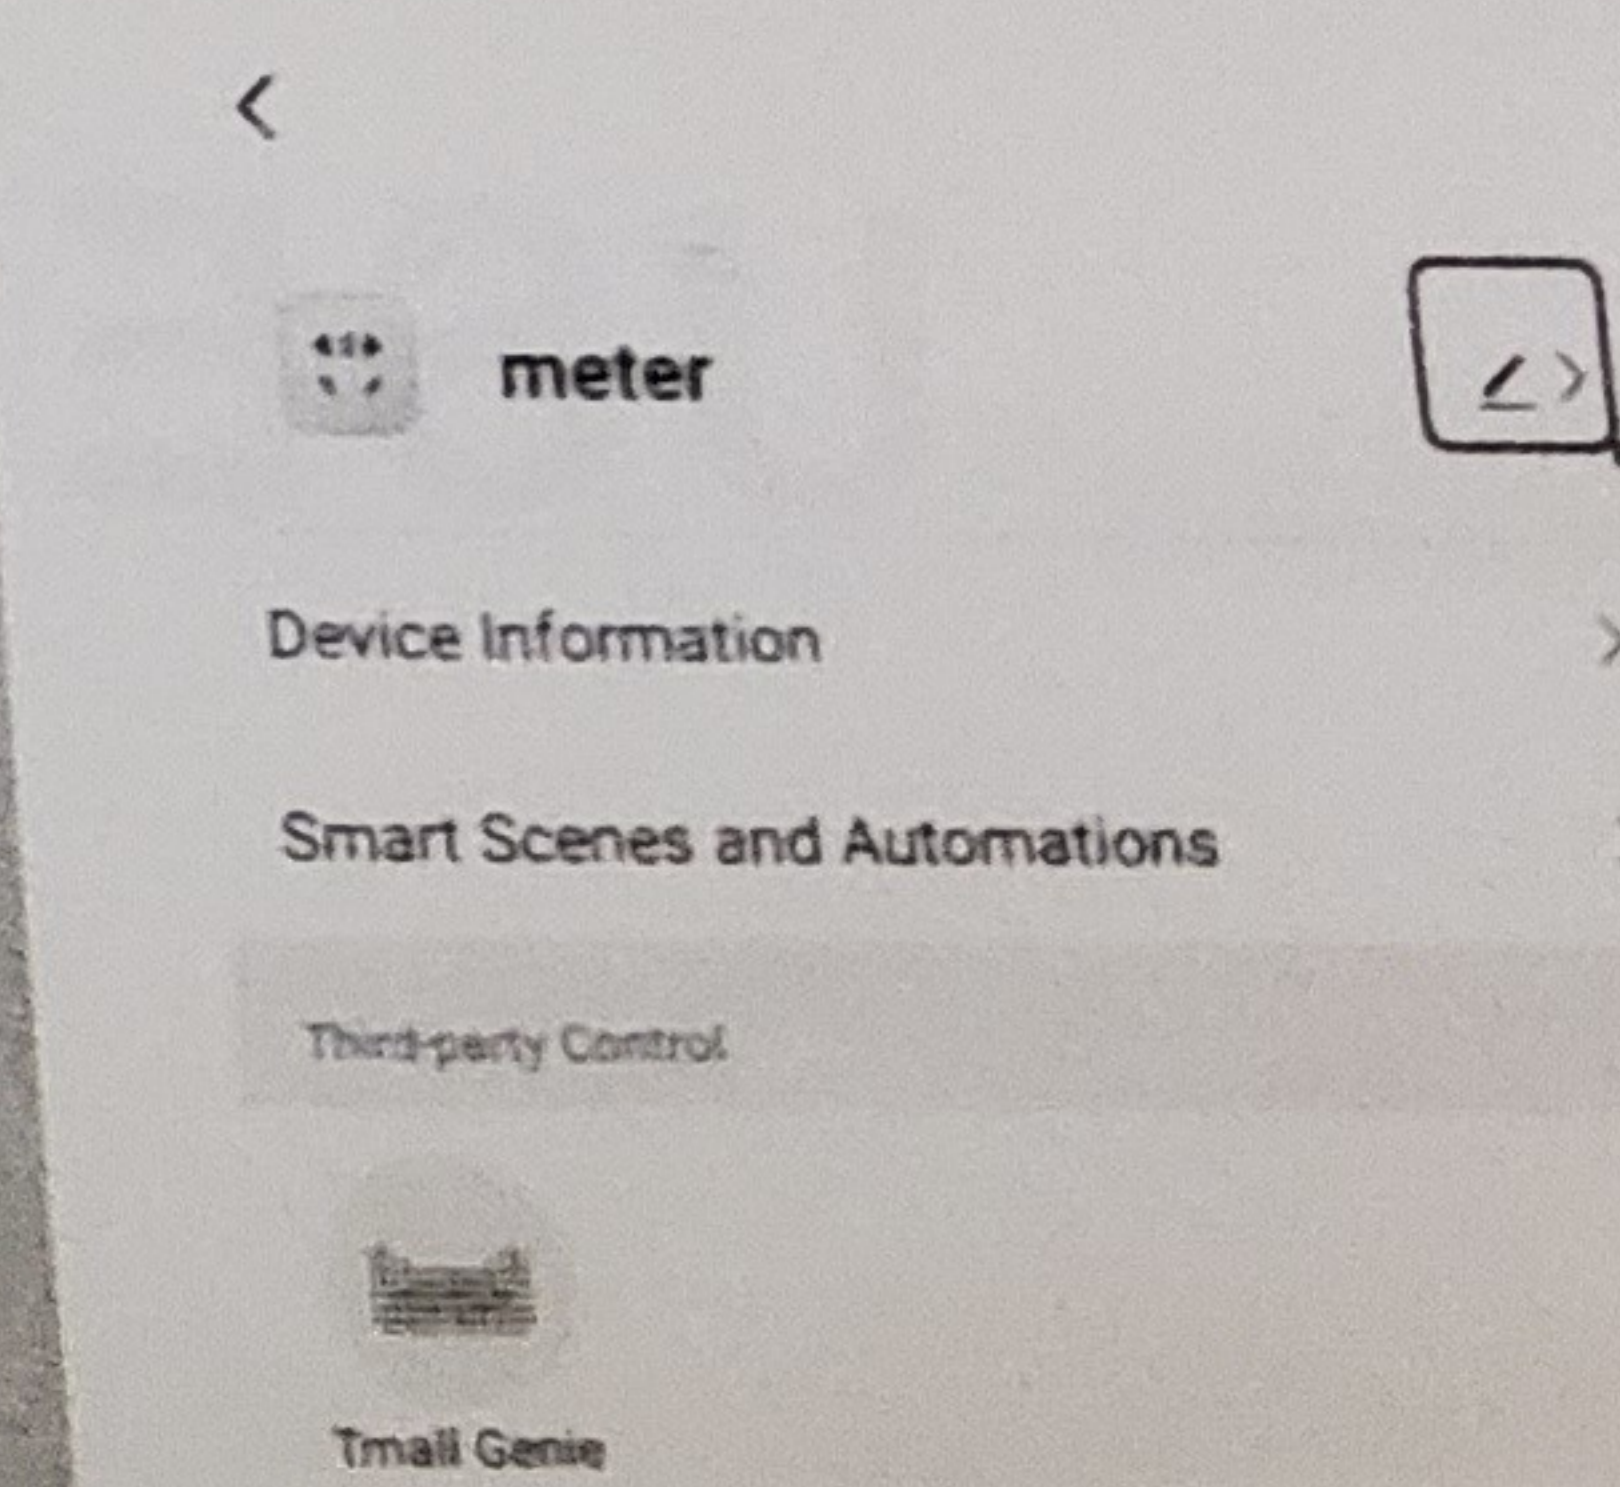 meter
Device Information
Smart Scenes and Automations
Third-party Control
Tmall Genie